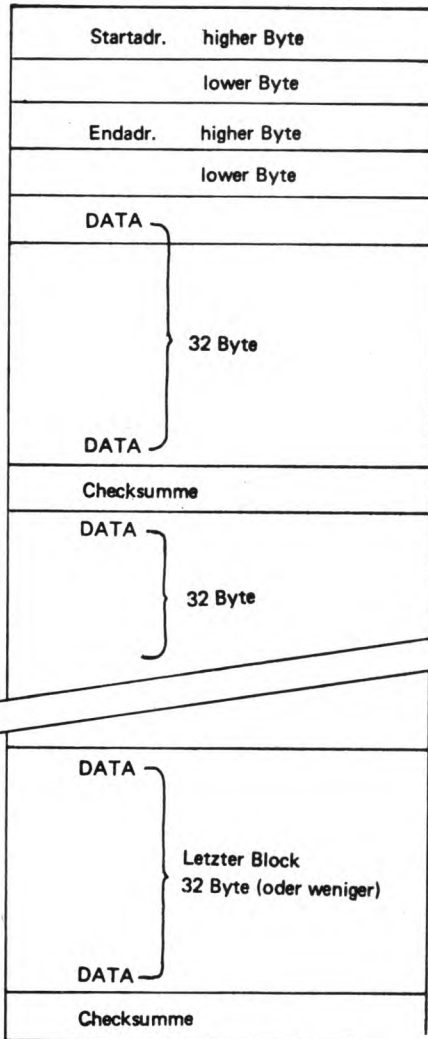 Startadr. higher Byte
lower Byte
Endadr. higher Byte
lower Byte
DATA
32 Byte
DATA
Checksumme
DATA
32 Byte
DATA
Letzter Block
32 Byte (oder weniger)
DATA
Checksumme